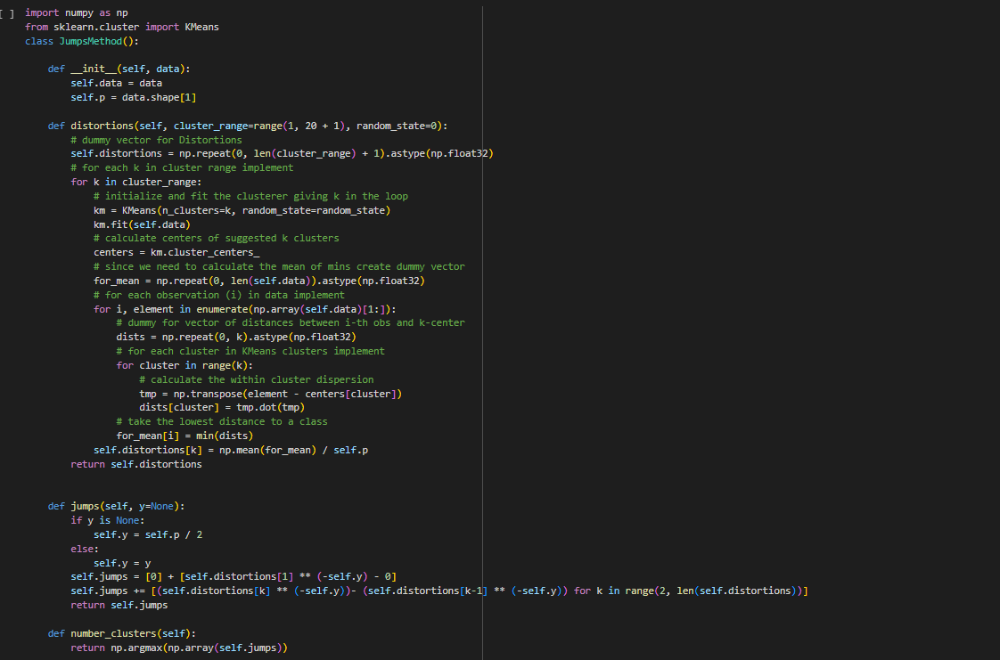 [ ] import numpy as np
from sklearn.cluster import KMeans
class JumpsMethod():

    def __init__(self, data):
        self.data = data
        self.p = data.shape[1]

    def distortions(self, cluster_range=range(1, 20 + 1), random_state=0):
        # dummy vector for Distortions
        self.distortions = np.repeat(0, len(cluster_range) + 1).astype(np.float32)
        # for each k in cluster range implement
        for k in cluster_range:
            # initialize and fit the clusterer giving k in the loop
            km = KMeans(n_clusters=k, random_state=random_state)
            km.fit(self.data)
            # calculate centers of suggested k clusters
            centers = km.cluster_centers_
            # since we need to calculate the mean of mins create dummy vector
            for_mean = np.repeat(0, len(self.data)).astype(np.float32)
            # for each observation (i) in data implement
            for i, element in enumerate(np.array(self.data)[1:]):
                # dummy for vector of distances between i-th obs and k-center
                dists = np.repeat(0, k).astype(np.float32)
                # for each cluster in KMeans clusters implement
                for cluster in range(k):
                    # calculate the within cluster dispersion
                    tmp = np.transpose(element - centers[cluster])
                    dists[cluster] = tmp.dot(tmp)
                # take the lowest distance to a class
                for_mean[i] = min(dists)
            self.distortions[k] = np.mean(for_mean) / self.p
        return self.distortions


    def jumps(self, y=None):
        if y is None:
            self.y = self.p / 2
        else:
            self.y = y
        self.jumps = [0] + [self.distortions[1] ** (-self.y) - 0]
        self.jumps += [(self.distortions[k] ** (-self.y))- (self.distortions[k-1] ** (-self.y)) for k in range(2, len(self.distortions))]
        return self.jumps

    def number_clusters(self):
        return np.argmax(np.array(self.jumps))